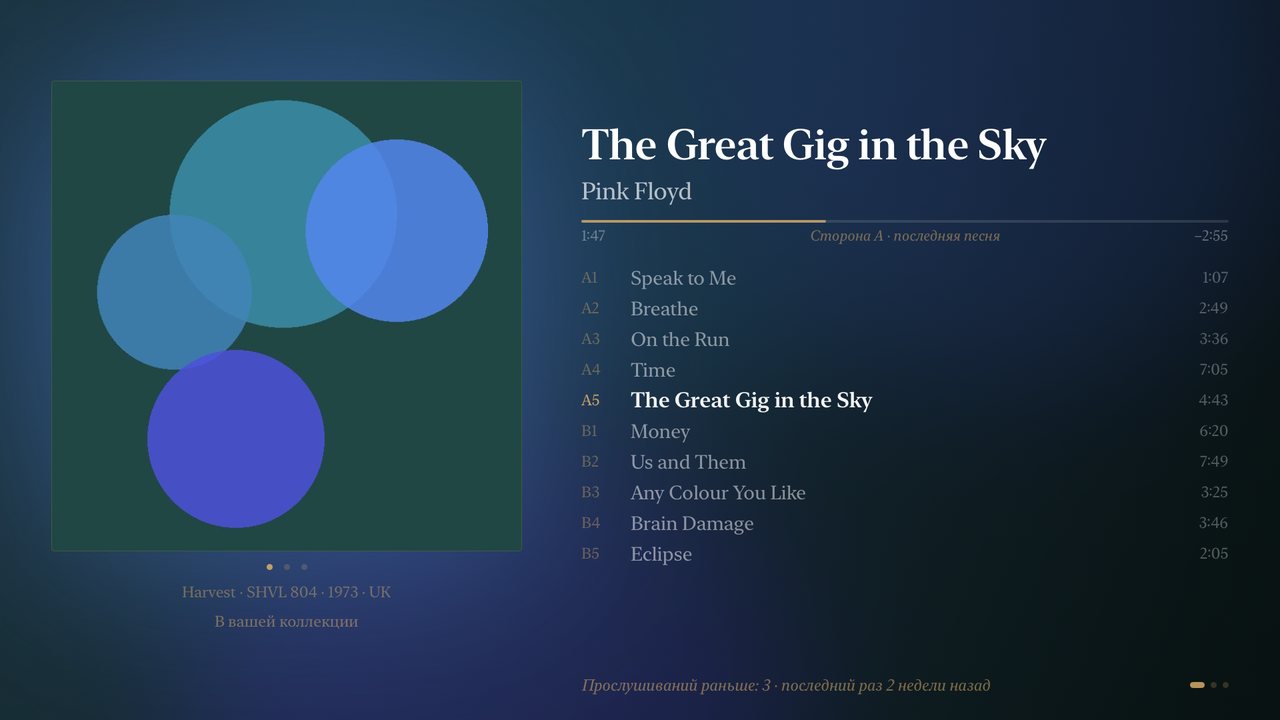 The Great Gig in the Sky
Pink Floyd
1:47 Сторона A · последняя песня −2:55
A1 Speak to Me 1:07
A2 Breathe 2:49
A3 On the Run 3:36
A4 Time 7:05
A5 The Great Gig in the Sky 4:43
B1 Money 6:20
B2 Us and Them 7:49
B3 Any Colour You Like 3:25
B4 Brain Damage 3:46
B5 Eclipse 2:05
Harvest · SHVL 804 · 1973 · UK
В вашей коллекции
Прослушиваний раньше: 3 · последний раз 2 недели назад